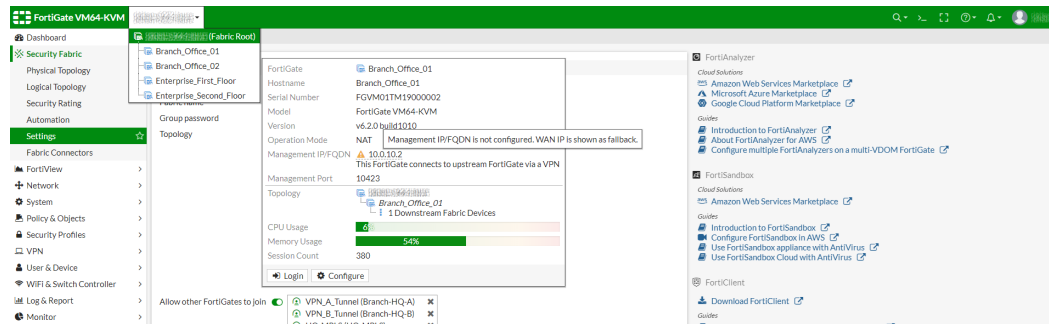 FortiGate VM64-KVM
Dashboard
Security Fabric
Physical Topology
Logical Topology
Security Rating
Automation
Settings
Fabric Connectors
FortiView
Network
System
Policy & Objects
Security Profiles
VPN
User & Device
WiFi & Switch Controller
Log & Report
Monitor
(Fabric Root)
Branch_Office_01
Branch_Office_02
Enterprise_First_Floor
Enterprise_Second_Floor
Group password
Topology
FortiGate Branch_Office_01
Hostname Branch_Office_01
Serial Number FGVM01TM19000002
Model FortiGate VM64-KVM
Version v6.2.0 build1010
Operation Mode NAT
Management IP/FQDN is not configured. WAN IP is shown as fallback.
Management IP/FQDN 10.0.10.2
This FortiGate connects to upstream FortiGate via a VPN
Management Port 10423
Topology
Branch_Office_01
1 Downstream Fabric Devices
CPU Usage
Memory Usage 54%
Session Count 380
Login Configure
Allow other FortiGates to join VPN_A_Tunnel (Branch-HQ-A)
VPN_B_Tunnel (Branch-HQ-B)
FortiAnalyzer
Cloud Solutions
Amazon Web Services Marketplace
Microsoft Azure Marketplace
Google Cloud Platform Marketplace
Guides
Introduction to FortiAnalyzer
About FortiAnalyzer for AWS
Configure multiple FortiAnalyzers on a multi-VDOM FortiGate
FortiSandbox
Cloud Solutions
Amazon Web Services Marketplace
Guides
Introduction to FortiSandbox
Configure FortiSandbox in AWS
Use FortiSandbox appliance with AntiVirus
Use FortiSandbox Cloud with AntiVirus
FortiClient
Download FortiClient
Guides